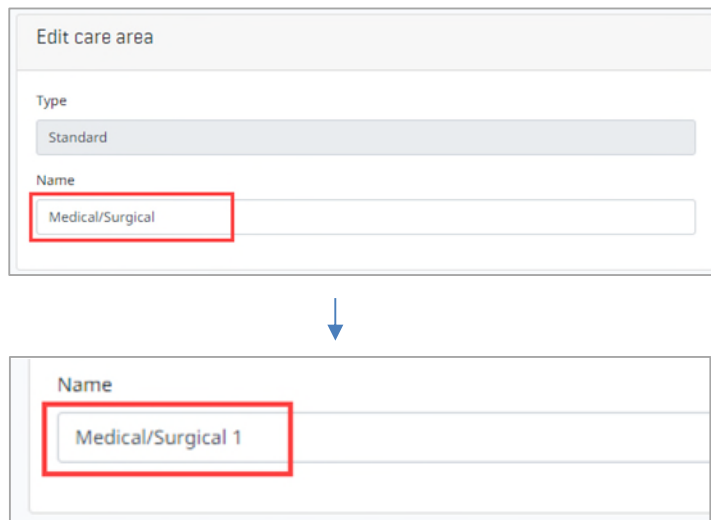 Edit care area
Type
Standard
Name
Medical/Surgical
Name
Medical/Surgical 1